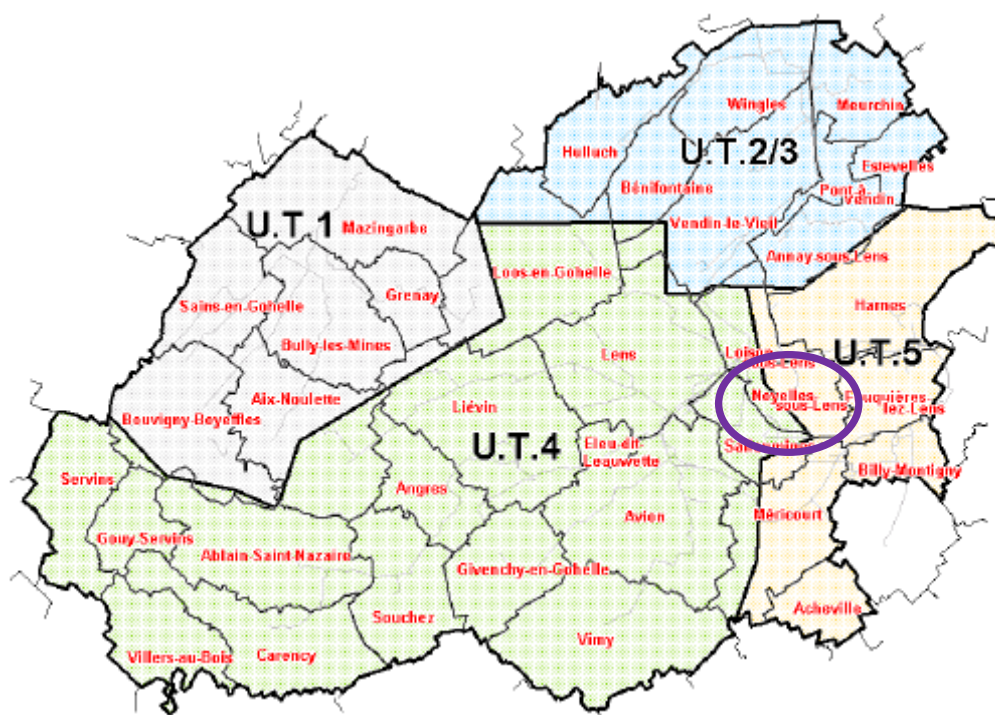 Wingles
Meurchin
Hulluch
U.T.2/3
Estevelles
Bénifontaine
Pont à
Vendin
Vendin-le-Vieil
U.T.1
Mazingarbe
Annay-sous-Lens
Loos-en-Gohelle
Grenay
Sains-en-Gohelle
Harnes
Bully-les-Mines
Lens
Loison
sous-Lens
U.T.5
Aix-Noulette
Noyelles
sous-Lens
Fouquières
lez-Lens
Bouvigny-Boyeffles
Liévin
U.T.4
Eleu-dit-
Leauwette
Billy-Montigny
Servins
Angres
Avion
Méricourt
Gouy-Servins
Ablain-Saint-Nazaire
Givenchy-en-Gohelle
Souchez
Acheville
Vimy
Villers-au-Bois
Carency